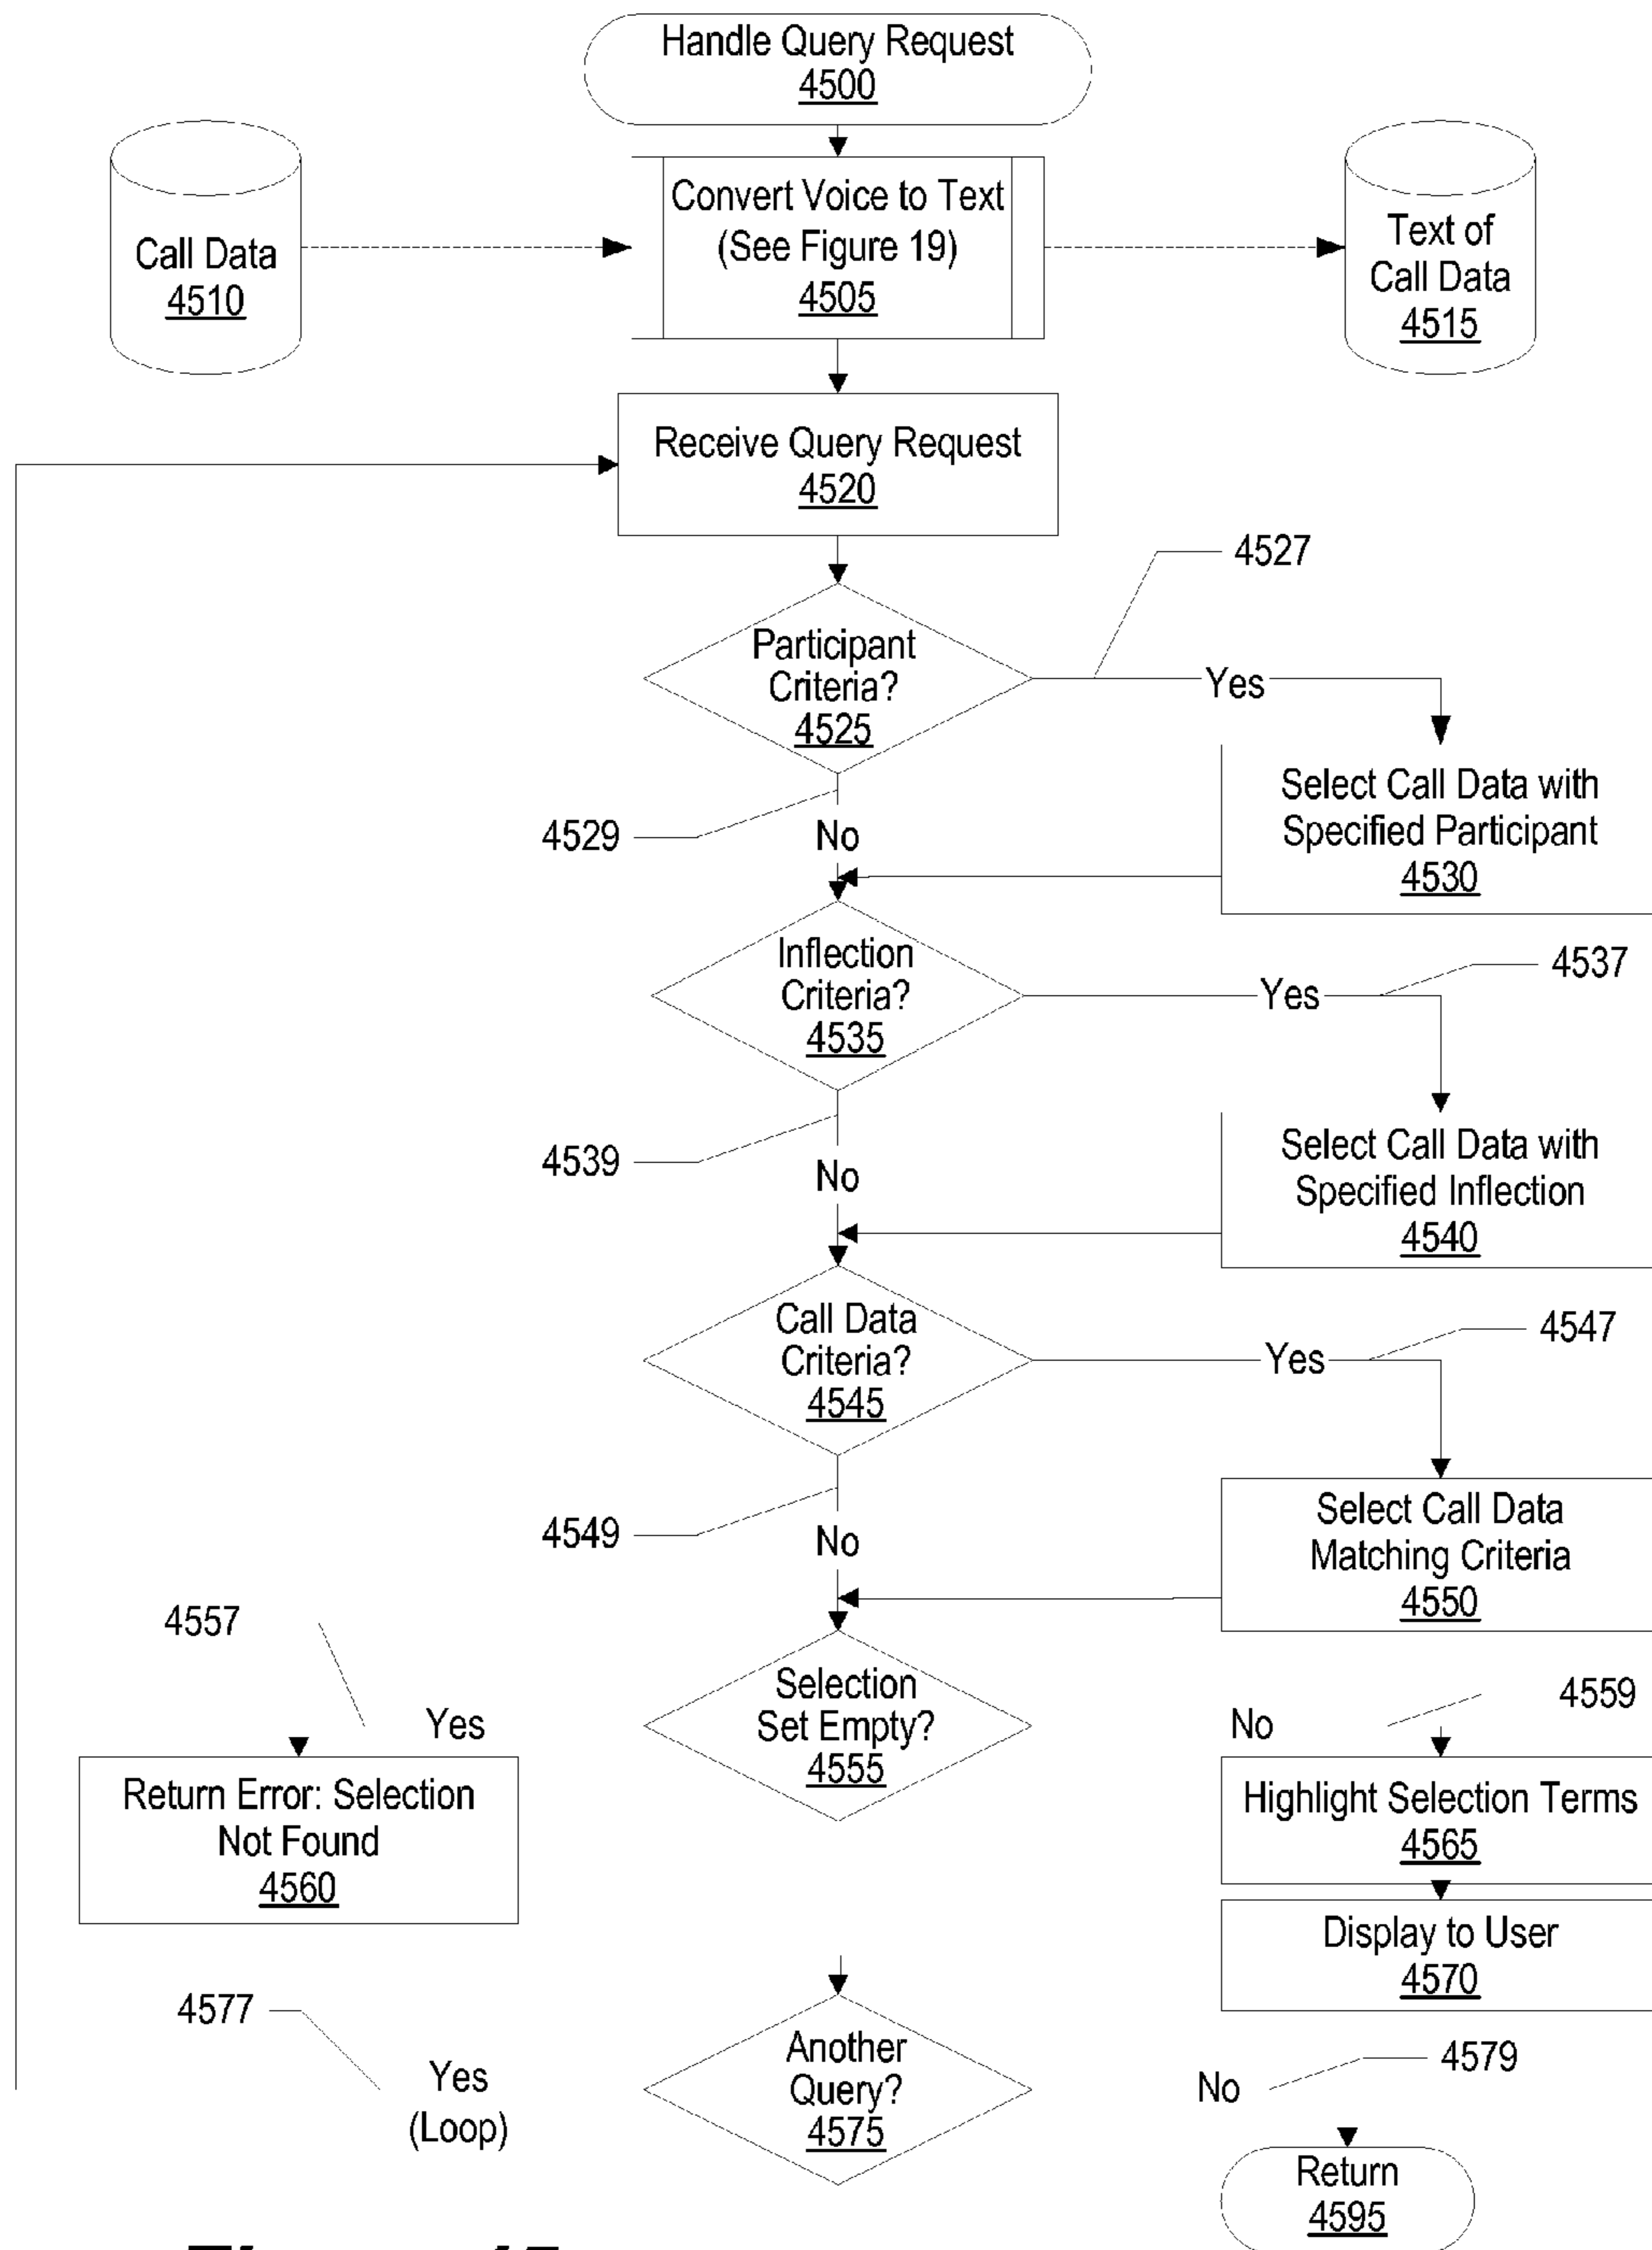 Handle Query Request
4500
Call Data
4510
Convert Voice to Text
(See Figure 19)
4505
Text of
Call Data
4515
Receive Query Request
4520
4527
Participant
Criteria?
4525
Yes
4529
No
Select Call Data with
Specified Participant
4530
Inflection
Criteria?
4535
Yes
4537
4539
No
Select Call Data with
Specified Inflection
4540
Call Data
Criteria?
4545
Yes
4547
4549
No
Select Call Data
Matching Criteria
4550
4557
Yes
Selection
Set Empty?
4555
No
4559
Return Error: Selection
Not Found
4560
Highlight Selection Terms
4565
Display to User
4570
4577
Yes
(Loop)
Another
Query?
4575
No
4579
Return
4595